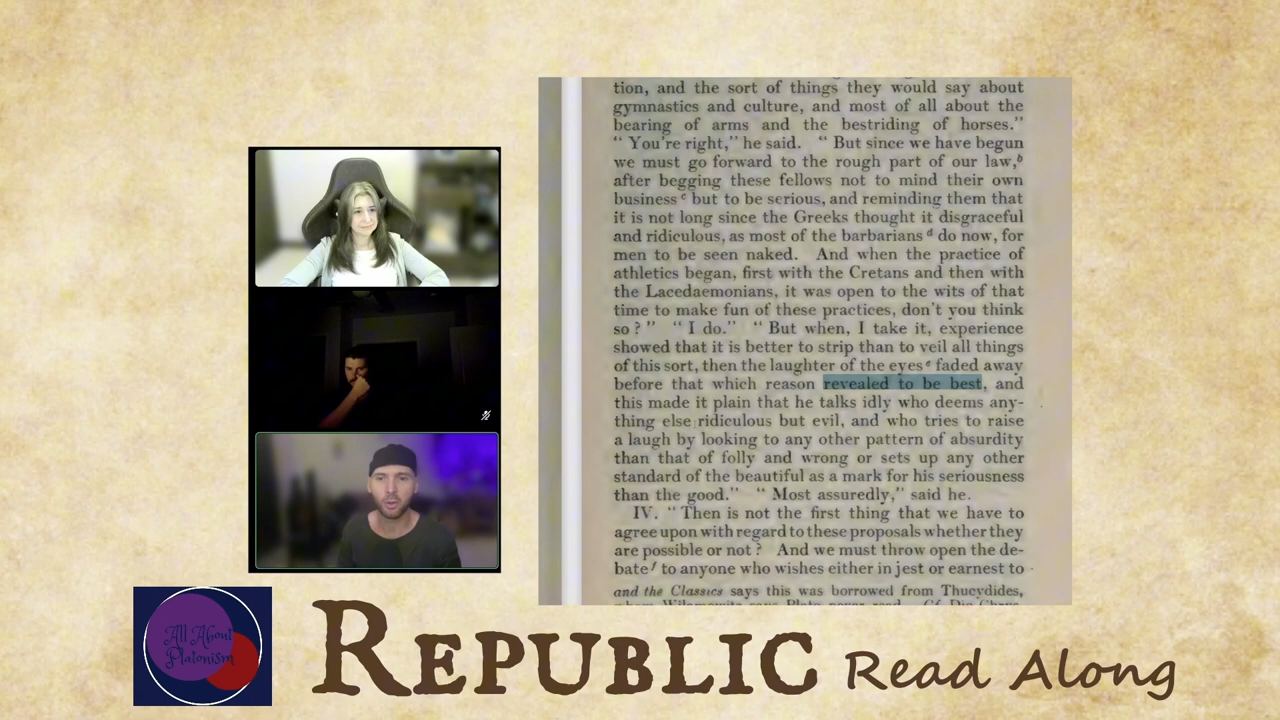 tion, and the sort of things they would say about
gymnastics and culture, and most of all about the
bearing of arms and the bestriding of horses.”
“ You’re right,” he said. “ But since we have begun
we must go forward to the rough part of our law,ᵇ
after begging these fellows not to mind their own
business ᶜ but to be serious, and reminding them that
it is not long since the Greeks thought it disgraceful
and ridiculous, as most of the barbarians ᵈ do now, for
men to be seen naked. And when the practice of
athletics began, first with the Cretans and then with
the Lacedaemonians, it was open to the wits of that
time to make fun of these practices, don’t you think
so ? ” “ I do.” “ But when, I take it, experience
showed that it is better to strip than to veil all things
of this sort, then the laughter of the eyes ᵉ faded away
before that which reason revealed to be best, and
this made it plain that he talks idly who deems any-
thing else ridiculous but evil, and who tries to raise
a laugh by looking to any other pattern of absurdity
than that of folly and wrong or sets up any other
standard of the beautiful as a mark for his seriousness
than the good.” “ Most assuredly,” said he.
IV. “ Then is not the first thing that we have to
agree upon with regard to these proposals whether they
are possible or not ? And we must throw open the de-
bate ᶠ to anyone who wishes either in jest or earnest to
and the Classics says this was borrowed from Thucydides,
All About
Platonism
REPUBLIC Read Along